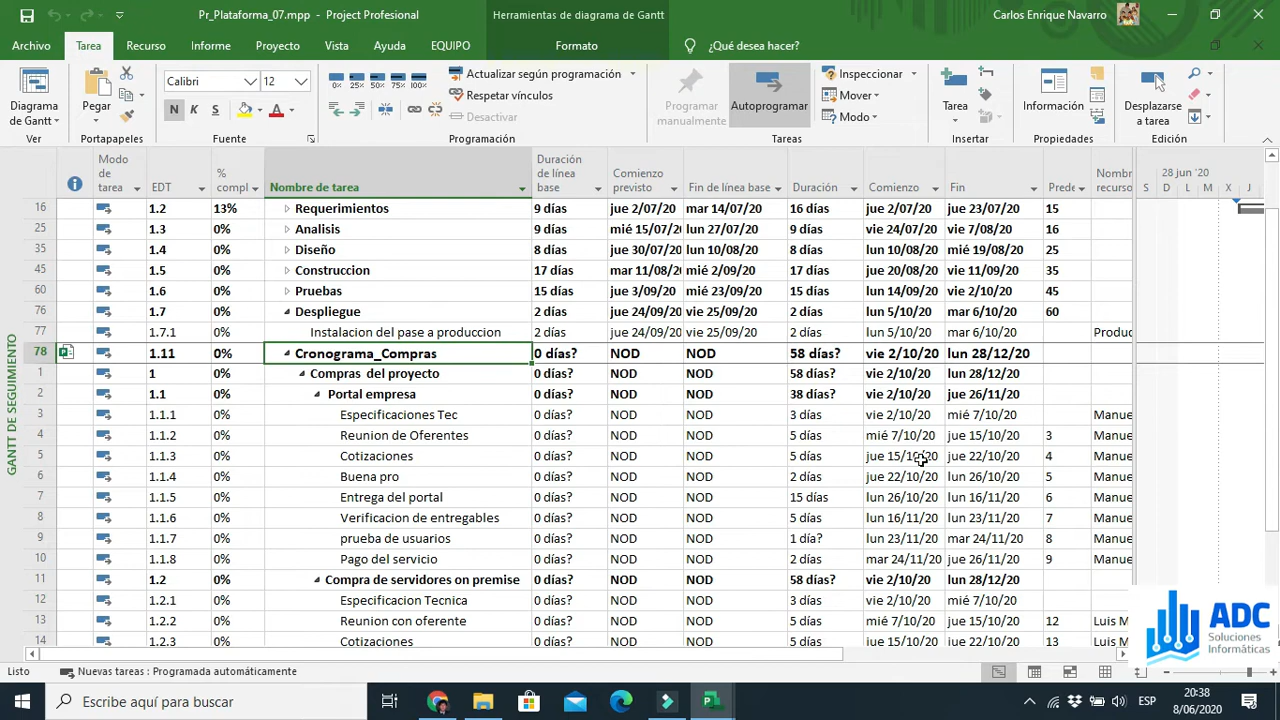 Pr_Plataforma_07.mpp - Project Profesional
Herramientas de diagrama de Gantt
Carlos Enrique Navarro
Archivo Tarea Recurso Informe Proyecto Vista Ayuda EQUIPO Formato ¿Qué desea hacer?
Diagrama de Gantt
Ver
Pegar
Portapapeles
Calibri 12
N K S
Fuente
0% 25% 50% 75% 100%
Actualizar según programación
Respetar vínculos
Desactivar
Programación
Programar manualmente
Autoprogramar
Inspeccionar
Mover
Modo
Tareas
Tarea
Insertar
Información
Propiedades
Desplazarse a tarea
Edición
Modo de tarea EDT % compl Nombre de tarea Duración de línea base Comienzo previsto Fin de línea base Duración Comienzo Fin Prede Nombr recurso
28 jun '20
S D L M X J
16 1.2 13% Requerimientos 9 días jue 2/07/20 mar 14/07/20 16 días jue 2/07/20 jue 23/07/20 15
25 1.3 0% Analisis 9 días mié 15/07/20 lun 27/07/20 9 días vie 24/07/20 vie 7/08/20 16
35 1.4 0% Diseño 8 días jue 30/07/20 lun 10/08/20 8 días lun 10/08/20 mié 19/08/20 25
45 1.5 0% Construccion 17 días mar 11/08/20 mié 2/09/20 17 días jue 20/08/20 vie 11/09/20 35
60 1.6 0% Pruebas 15 días jue 3/09/20 mié 23/09/20 15 días lun 14/09/20 vie 2/10/20 45
76 1.7 0% Despliegue 2 días jue 24/09/20 vie 25/09/20 2 días lun 5/10/20 mar 6/10/20 60
77 1.7.1 0% Instalacion del pase a produccion 2 días jue 24/09/20 vie 25/09/20 2 días lun 5/10/20 mar 6/10/20 Produc
78 1.11 0% Cronograma_Compras 0 días? NOD NOD 58 días? vie 2/10/20 lun 28/12/20
1 1 0% Compras del proyecto 0 días? NOD NOD 58 días? vie 2/10/20 lun 28/12/20
2 1.1 0% Portal empresa 0 días? NOD NOD 38 días? vie 2/10/20 jue 26/11/20
3 1.1.1 0% Especificaciones Tec 0 días? NOD NOD 3 días vie 2/10/20 mié 7/10/20 Manue
4 1.1.2 0% Reunion de Oferentes 0 días? NOD NOD 5 días mié 7/10/20 jue 15/10/20 3 Manue
5 1.1.3 0% Cotizaciones 0 días? NOD NOD 5 días jue 15/10/20 jue 22/10/20 4 Manue
6 1.1.4 0% Buena pro 0 días? NOD NOD 2 días jue 22/10/20 lun 26/10/20 5 Manue
7 1.1.5 0% Entrega del portal 0 días? NOD NOD 15 días lun 26/10/20 lun 16/11/20 6 Manue
8 1.1.6 0% Verificacion de entregables 0 días? NOD NOD 5 días lun 16/11/20 lun 23/11/20 7 Manue
9 1.1.7 0% prueba de usuarios 0 días? NOD NOD 1 día? lun 23/11/20 mar 24/11/20 8 Manue
10 1.1.8 0% Pago del servicio 0 días? NOD NOD 2 días mar 24/11/20 jue 26/11/20 9 Manue
11 1.2 0% Compra de servidores on premise 0 días? NOD NOD 58 días? vie 2/10/20 lun 28/12/20
12 1.2.1 0% Especificacion Tecnica 0 días? NOD NOD 3 días vie 2/10/20 mié 7/10/20
13 1.2.2 0% Reunion con oferente 0 días? NOD NOD 5 días mié 7/10/20 jue 15/10/20 12 Luis M
14 1.2.3 0% Cotizaciones 0 días? NOD NOD 5 días jue 15/10/20 jue 22/10/20 13 Luis M
GANTT DE SEGUIMIENTO
ADC
Soluciones
Informáticas
Listo Nuevas tareas : Programada automáticamente
Escribe aquí para buscar
ESP
20:38
8/06/2020